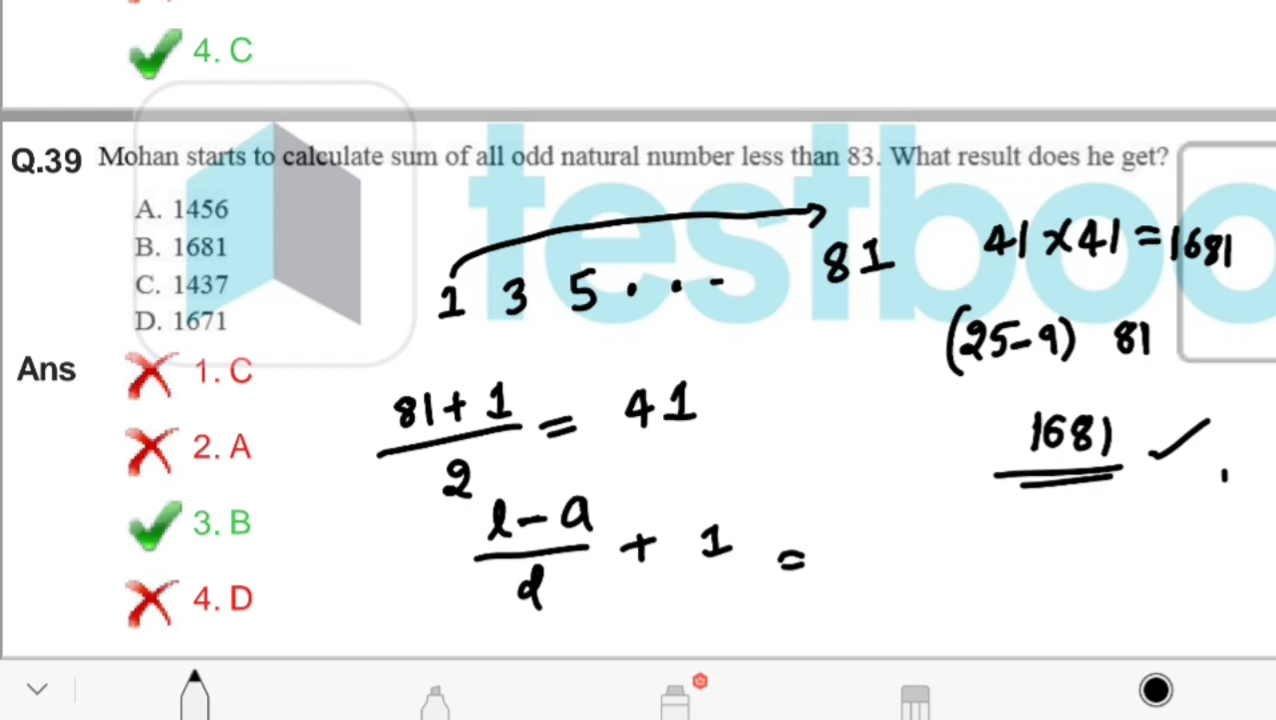 4. C
Q.39 Mohan starts to calculate sum of all odd natural number less than 83. What result does he get?
A. 1456
B. 1681
C. 1437
D. 1671
Ans
1. C
2. A
3. B
4. D
testboo
1 3 5 . . - 81
81 + 1 / 2 = 41
l - a / d + 1 =
41 × 41 = 1681
(25-9) 81
1681 ✓